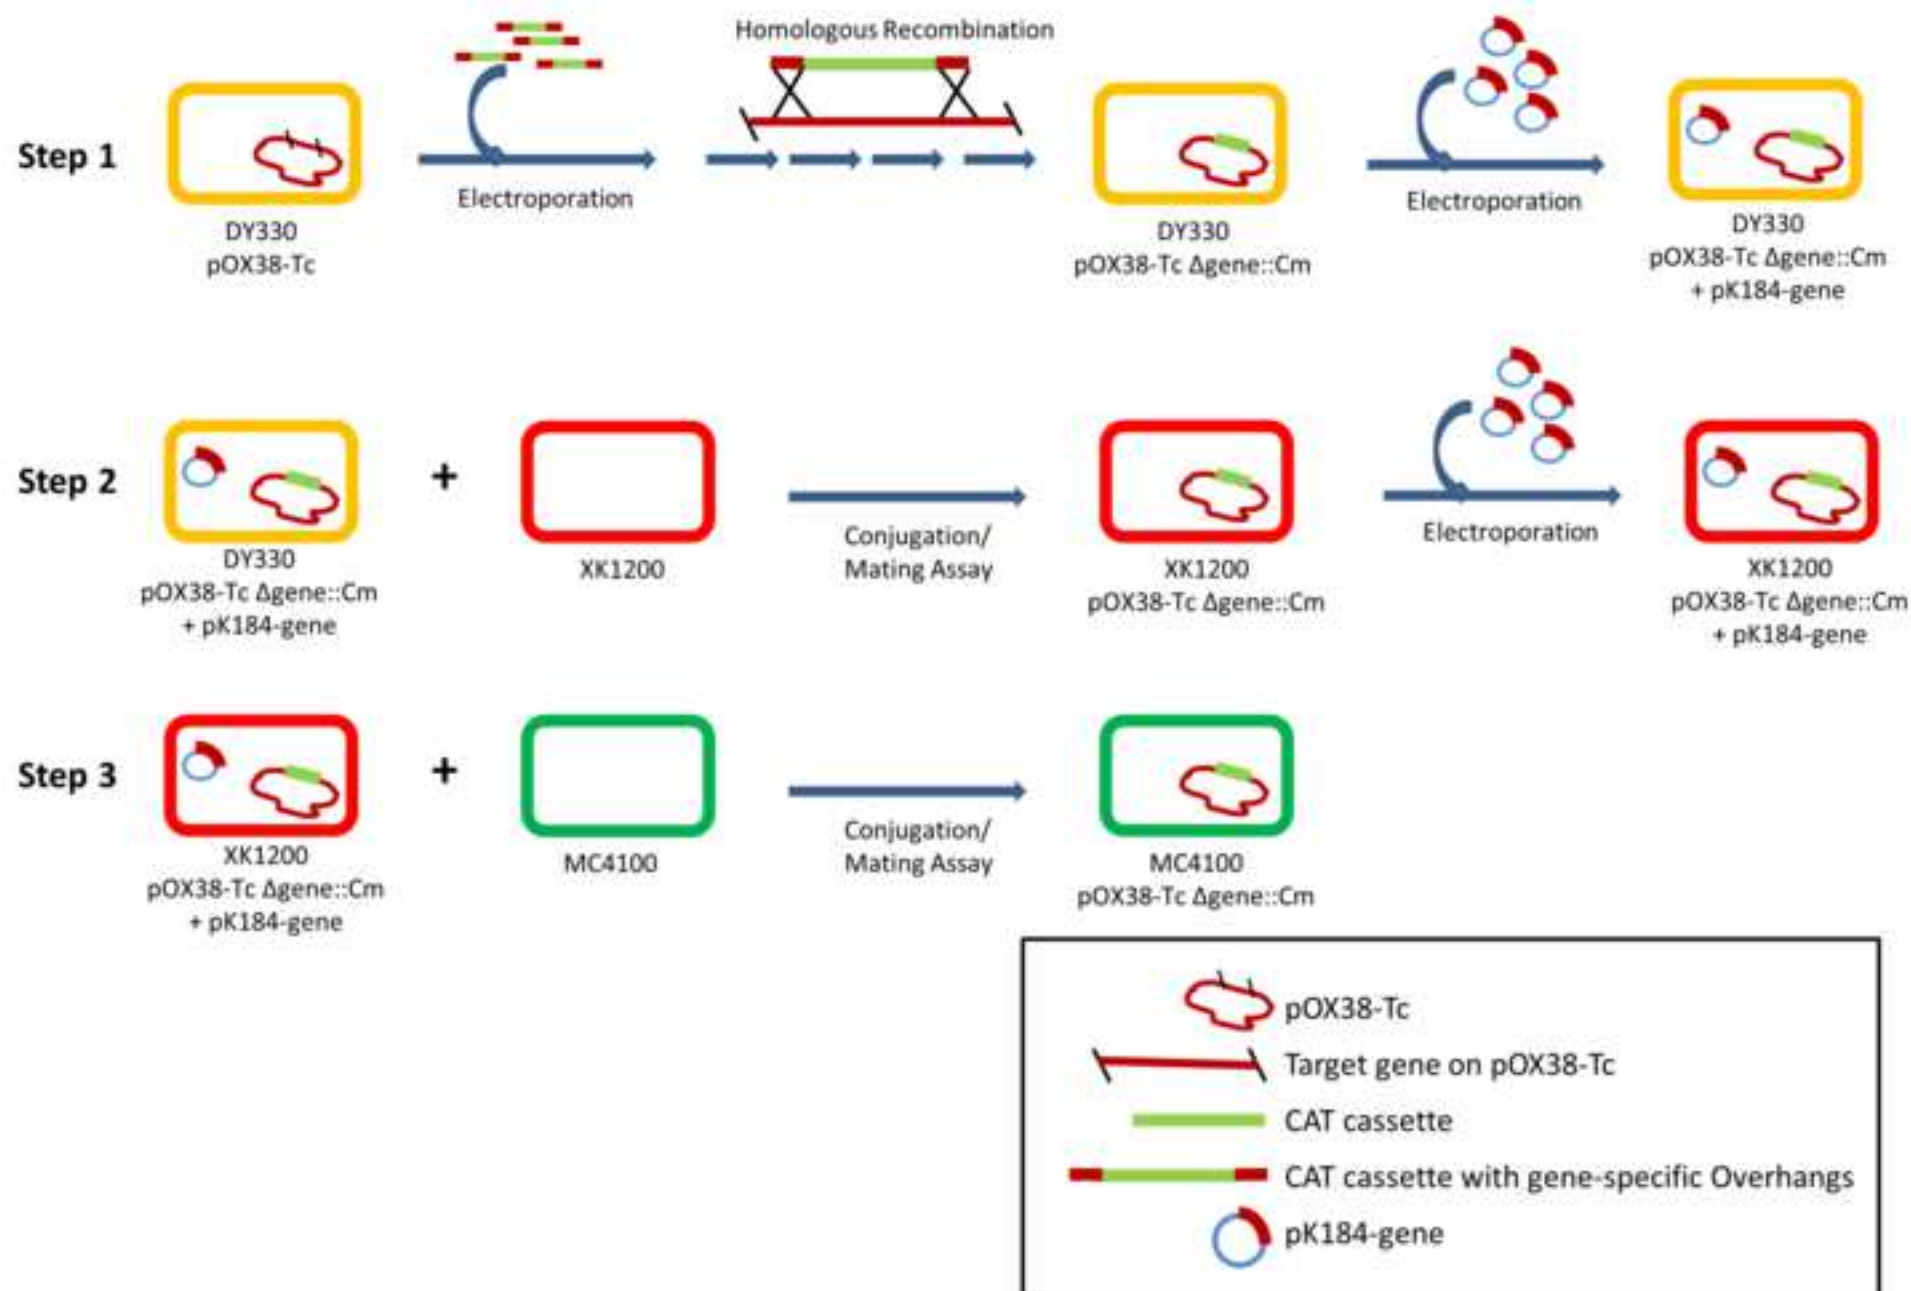 Homologous Recombination
Step 1
Electroporation
Electroporation
DY330
pOX38-Tc
DY330
pOX38-Tc Δgene::Cm
DY330
pOX38-Tc Δgene::Cm
+ pK184-gene
Step 2
+
Electroporation
DY330
pOX38-Tc Δgene::Cm
+ pK184-gene
XK1200
Conjugation/
Mating Assay
XK1200
pOX38-Tc Δgene::Cm
XK1200
pOX38-Tc Δgene::Cm
+ pK184-gene
Step 3
+
XK1200
pOX38-Tc Δgene::Cm
+ pK184-gene
MC4100
Conjugation/
Mating Assay
MC4100
pOX38-Tc Δgene::Cm
pOX38-Tc
Target gene on pOX38-Tc
CAT cassette
CAT cassette with gene-specific Overhangs
pK184-gene